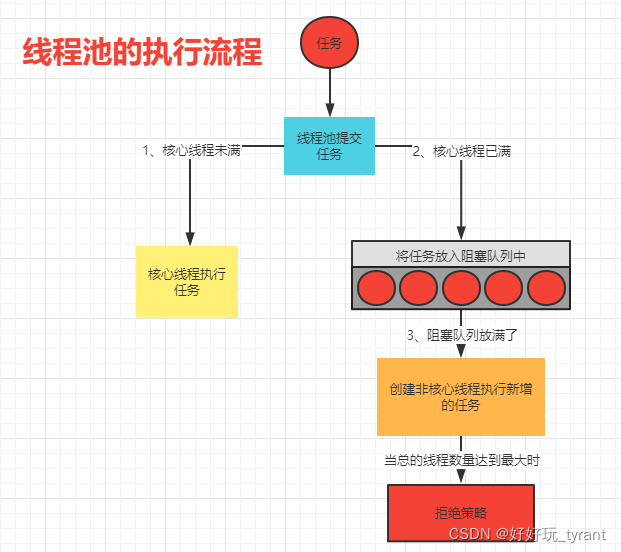 线程池的执行流程
任务
线程池提交
任务
1、核心线程未满
2、核心线程已满
核心线程执行
任务
将任务放入阻塞队列中
3、阻塞队列放满了
创建非核心线程执行新增
的任务
当总的线程数量达到最大时
拒绝策略
CSDN @好好玩_tyrant